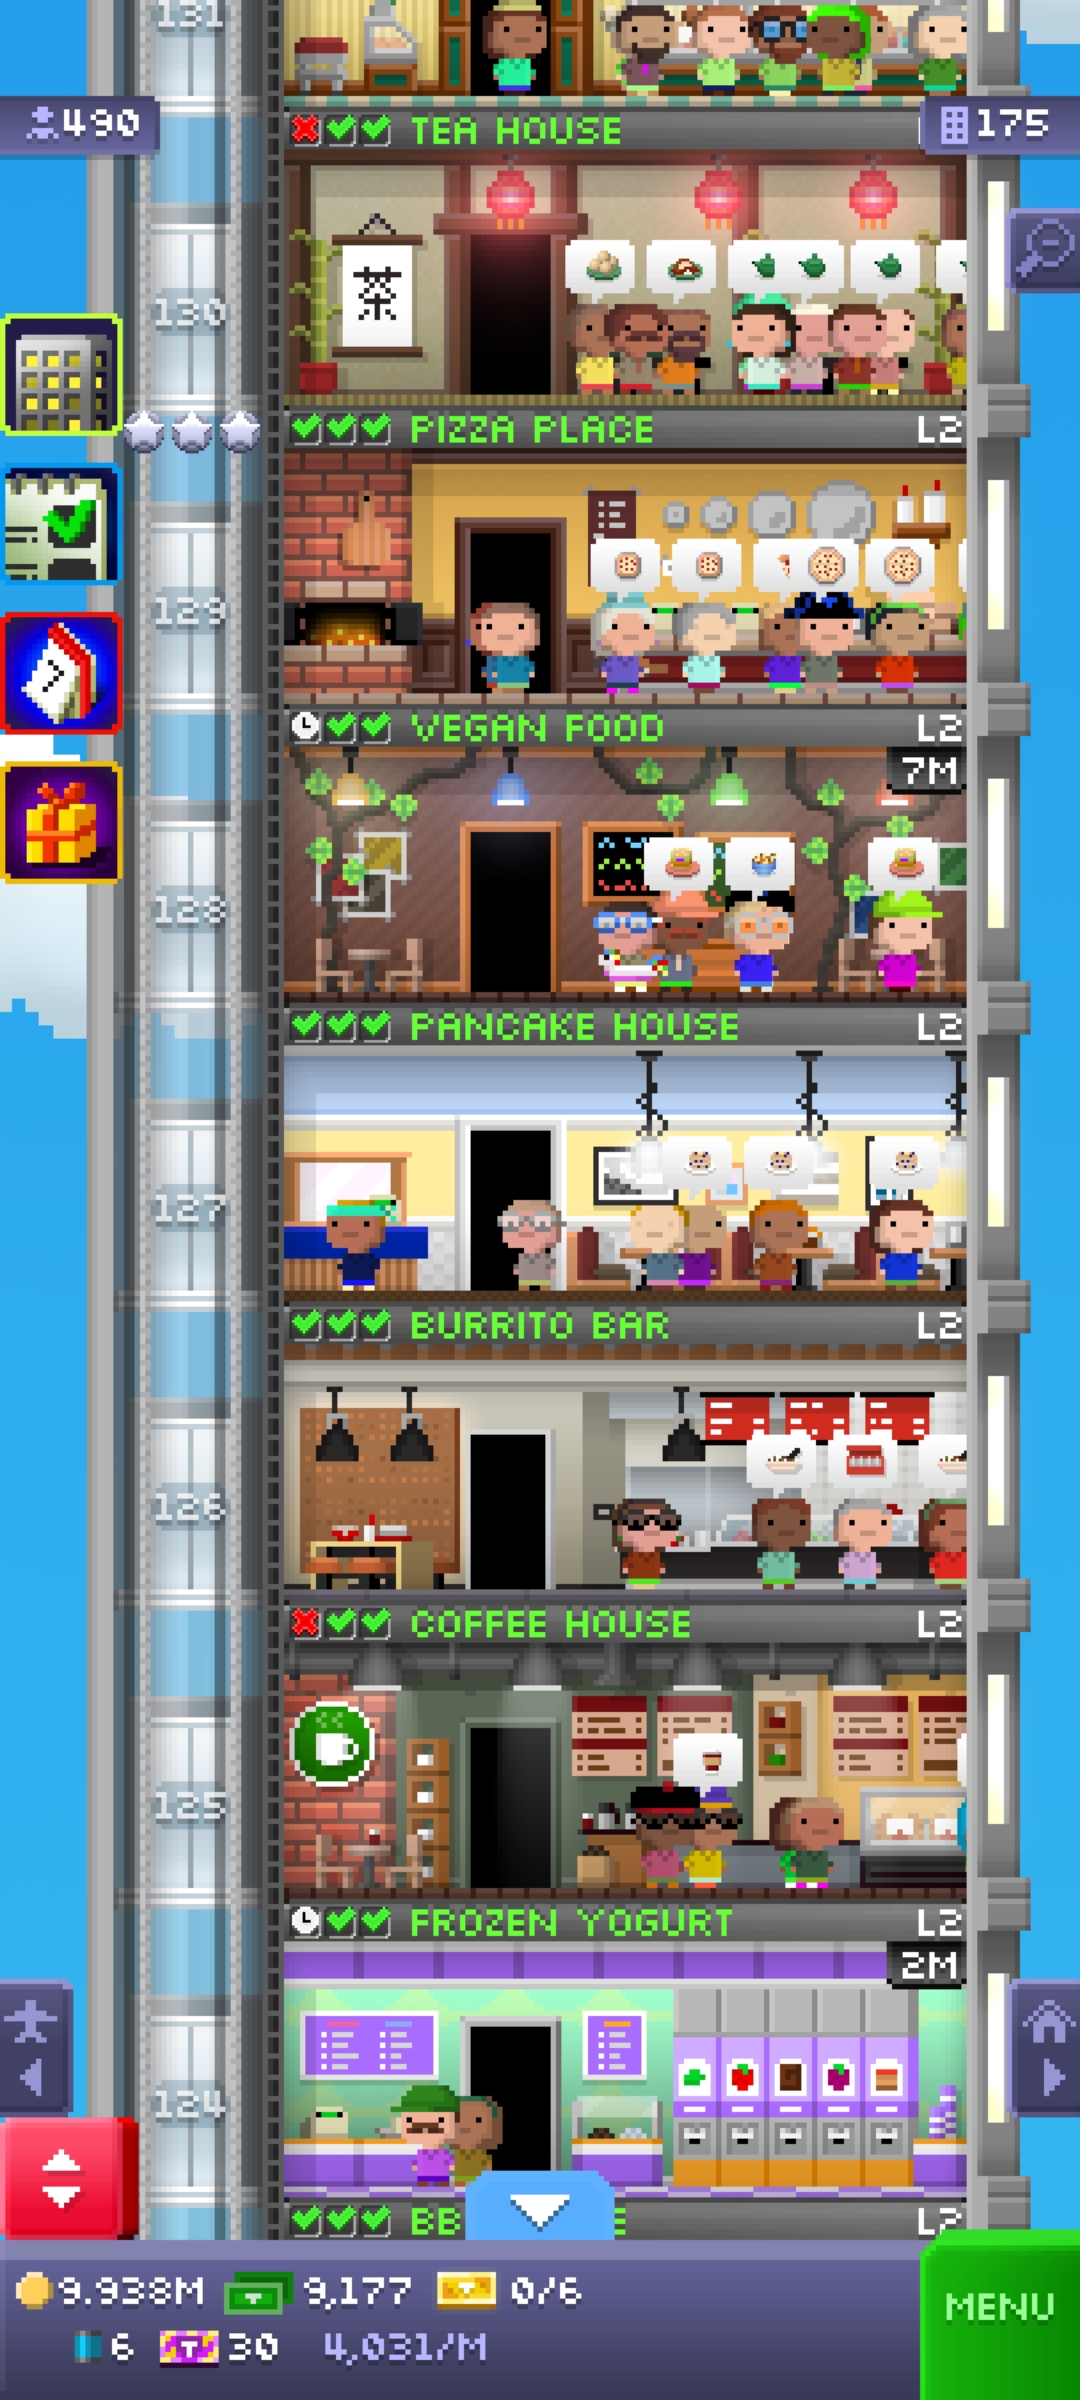 131
490
TEA HOUSE
175
茶
130
PIZZA PLACE L2
129
VEGAN FOOD L2
7M
128
PANCAKE HOUSE L2
127
BURRITO BAR L2
126
COFFEE HOUSE L2
125
FROZEN YOGURT L2
2M
124
BB L2
9.938M 9,177 0/6
6 T 30 4,031/M
MENU